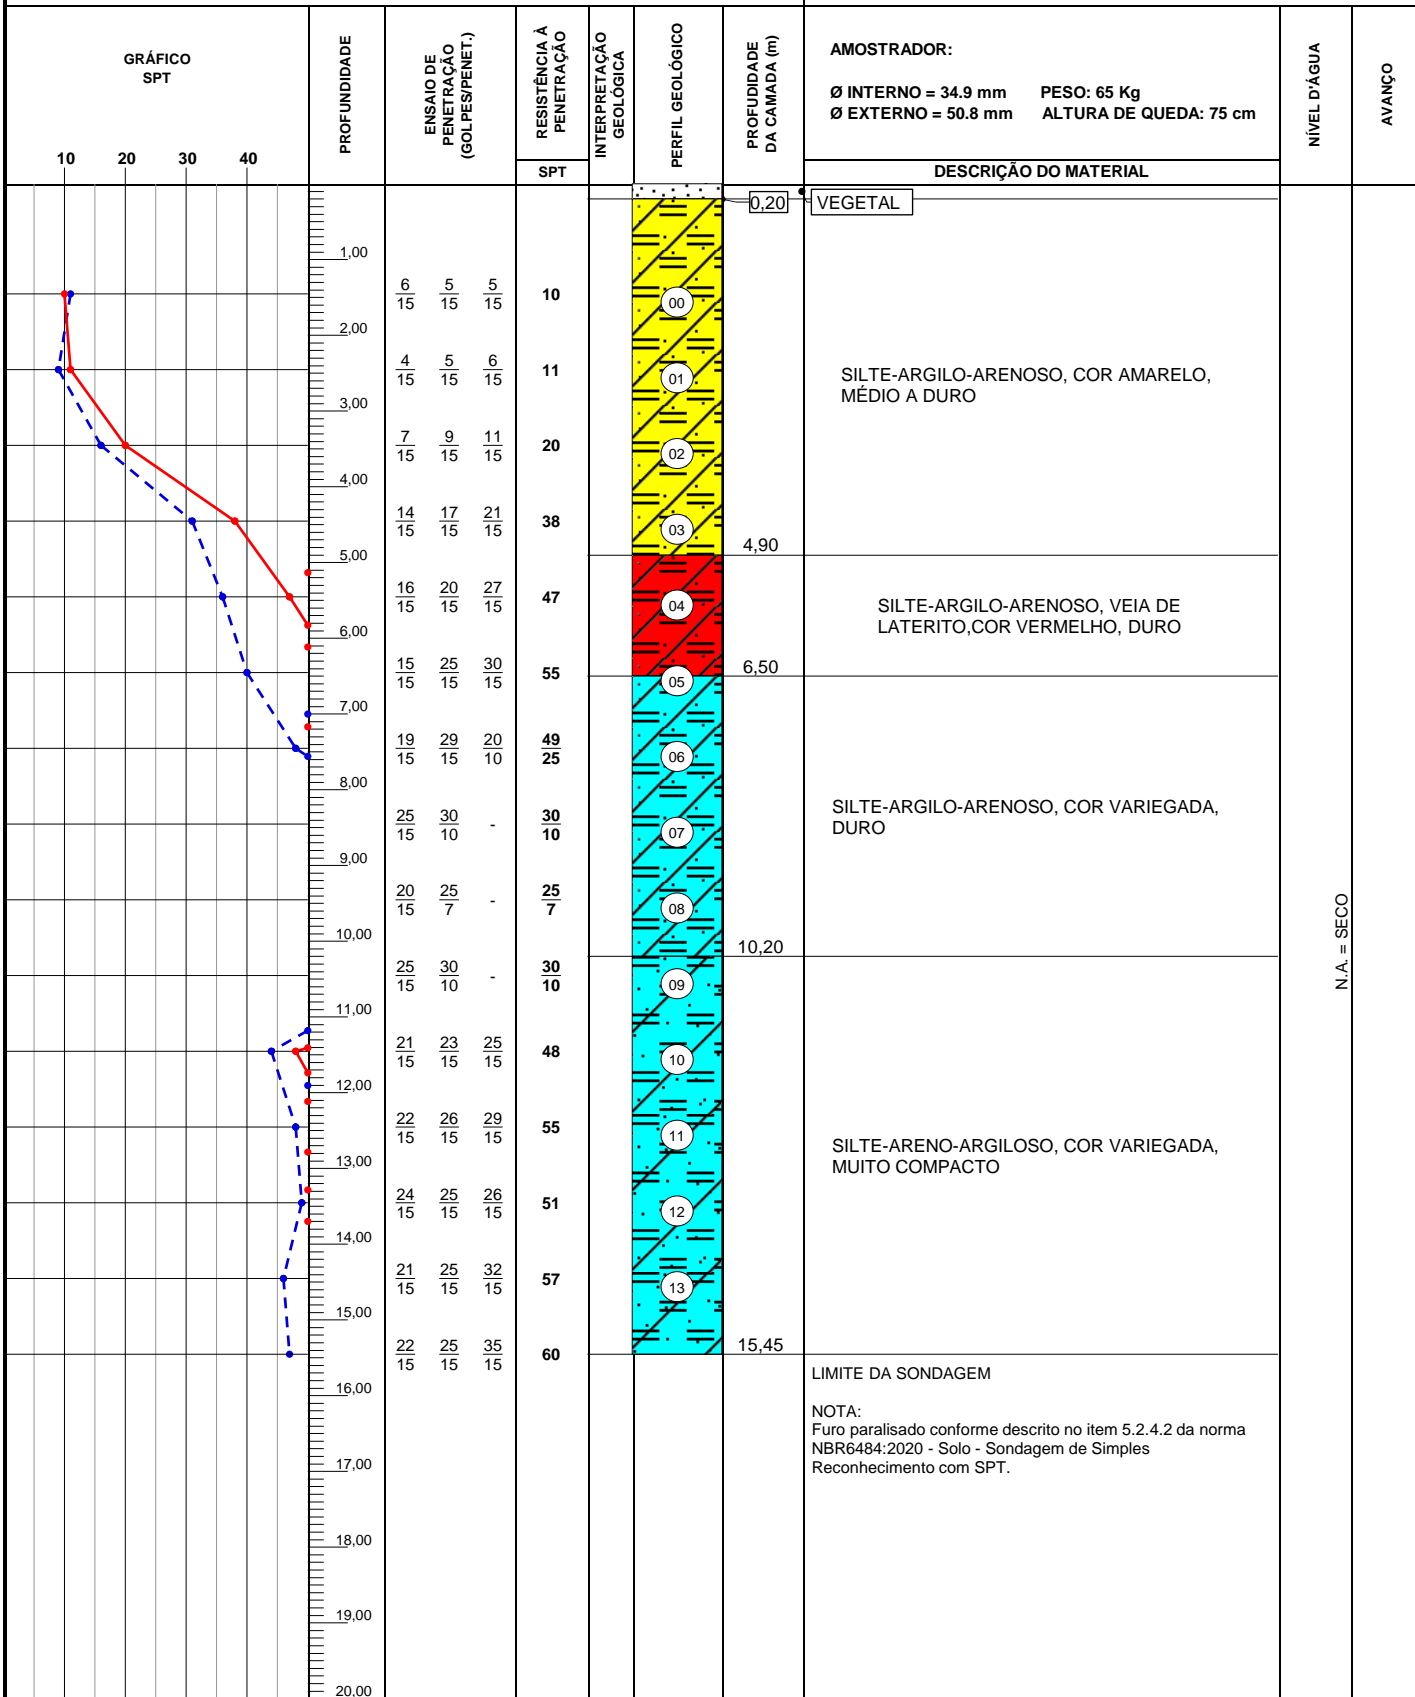 GRÁFICO
SPT
10 20 30 40
PROFUNDIDADE
ENSAIO DE
PENETRAÇÃO
(GOLPES/PENET.)
RESISTÊNCIA À
PENETRAÇÃO
SPT
INTERPRETAÇÃO
GEOLÓGICA
PERFIL GEOLÓGICO
PROFUDIDADE
DA CAMADA (m)
AMOSTRADOR:
Ø INTERNO = 34.9 mm PESO: 65 Kg
Ø EXTERNO = 50.8 mm ALTURA DE QUEDA: 75 cm
DESCRIÇÃO DO MATERIAL
NÍVEL D'ÁGUA
AVANÇO
0,20 VEGETAL
1,00
6/15 5/15 5/15 10 00
2,00
4/15 5/15 6/15 11 01
SILTE-ARGILO-ARENOSO, COR AMARELO,
MÉDIO A DURO
3,00
7/15 9/15 11/15 20 02
4,00
14/15 17/15 21/15 38 03
4,90
5,00
16/15 20/15 27/15 47 04
SILTE-ARGILO-ARENOSO, VEIA DE
LATERITO,COR VERMELHO, DURO
6,00
6,50
15/15 25/15 30/15 55 05
7,00
19/15 29/15 20/10 49/25 06
8,00
SILTE-ARGILO-ARENOSO, COR VARIEGADA,
DURO
25/15 30/10 - 30/10 07
9,00
20/15 25/7 - 25/7 08
10,00
10,20
N.A. = SECO
25/15 30/10 - 30/10 09
11,00
21/15 23/15 25/15 48 10
12,00
22/15 26/15 29/15 55 11
SILTE-ARENO-ARGILOSO, COR VARIEGADA,
MUITO COMPACTO
13,00
24/15 25/15 26/15 51 12
14,00
21/15 25/15 32/15 57 13
15,00
15,45
22/15 25/15 35/15 60
LIMITE DA SONDAGEM
16,00
NOTA:
Furo paralisado conforme descrito no item 5.2.4.2 da norma
NBR6484:2020 - Solo - Sondagem de Simples
Reconhecimento com SPT.
17,00
18,00
19,00
20,00